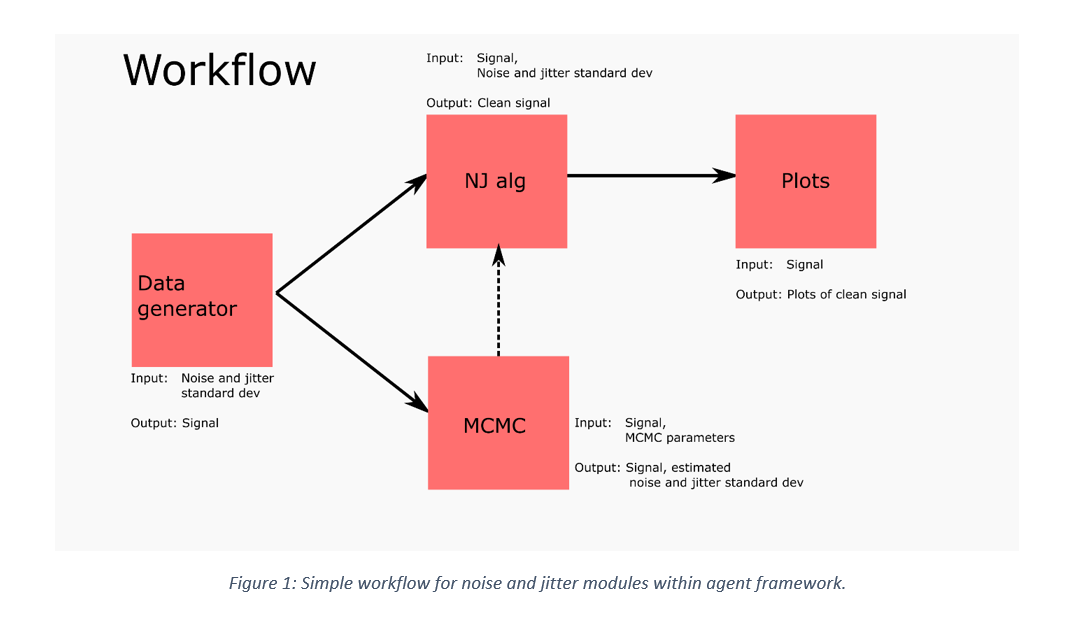 Workflow
Input: Signal,
Noise and jitter standard dev
Output: Clean signal
NJ alg
Plots
Input: Signal
Output: Plots of clean signal
Data
generator
Input: Noise and jitter
standard dev
Output: Signal
MCMC
Input: Signal,
MCMC parameters
Output: Signal, estimated
noise and jitter standard dev
Figure 1: Simple workflow for noise and jitter modules within agent framework.